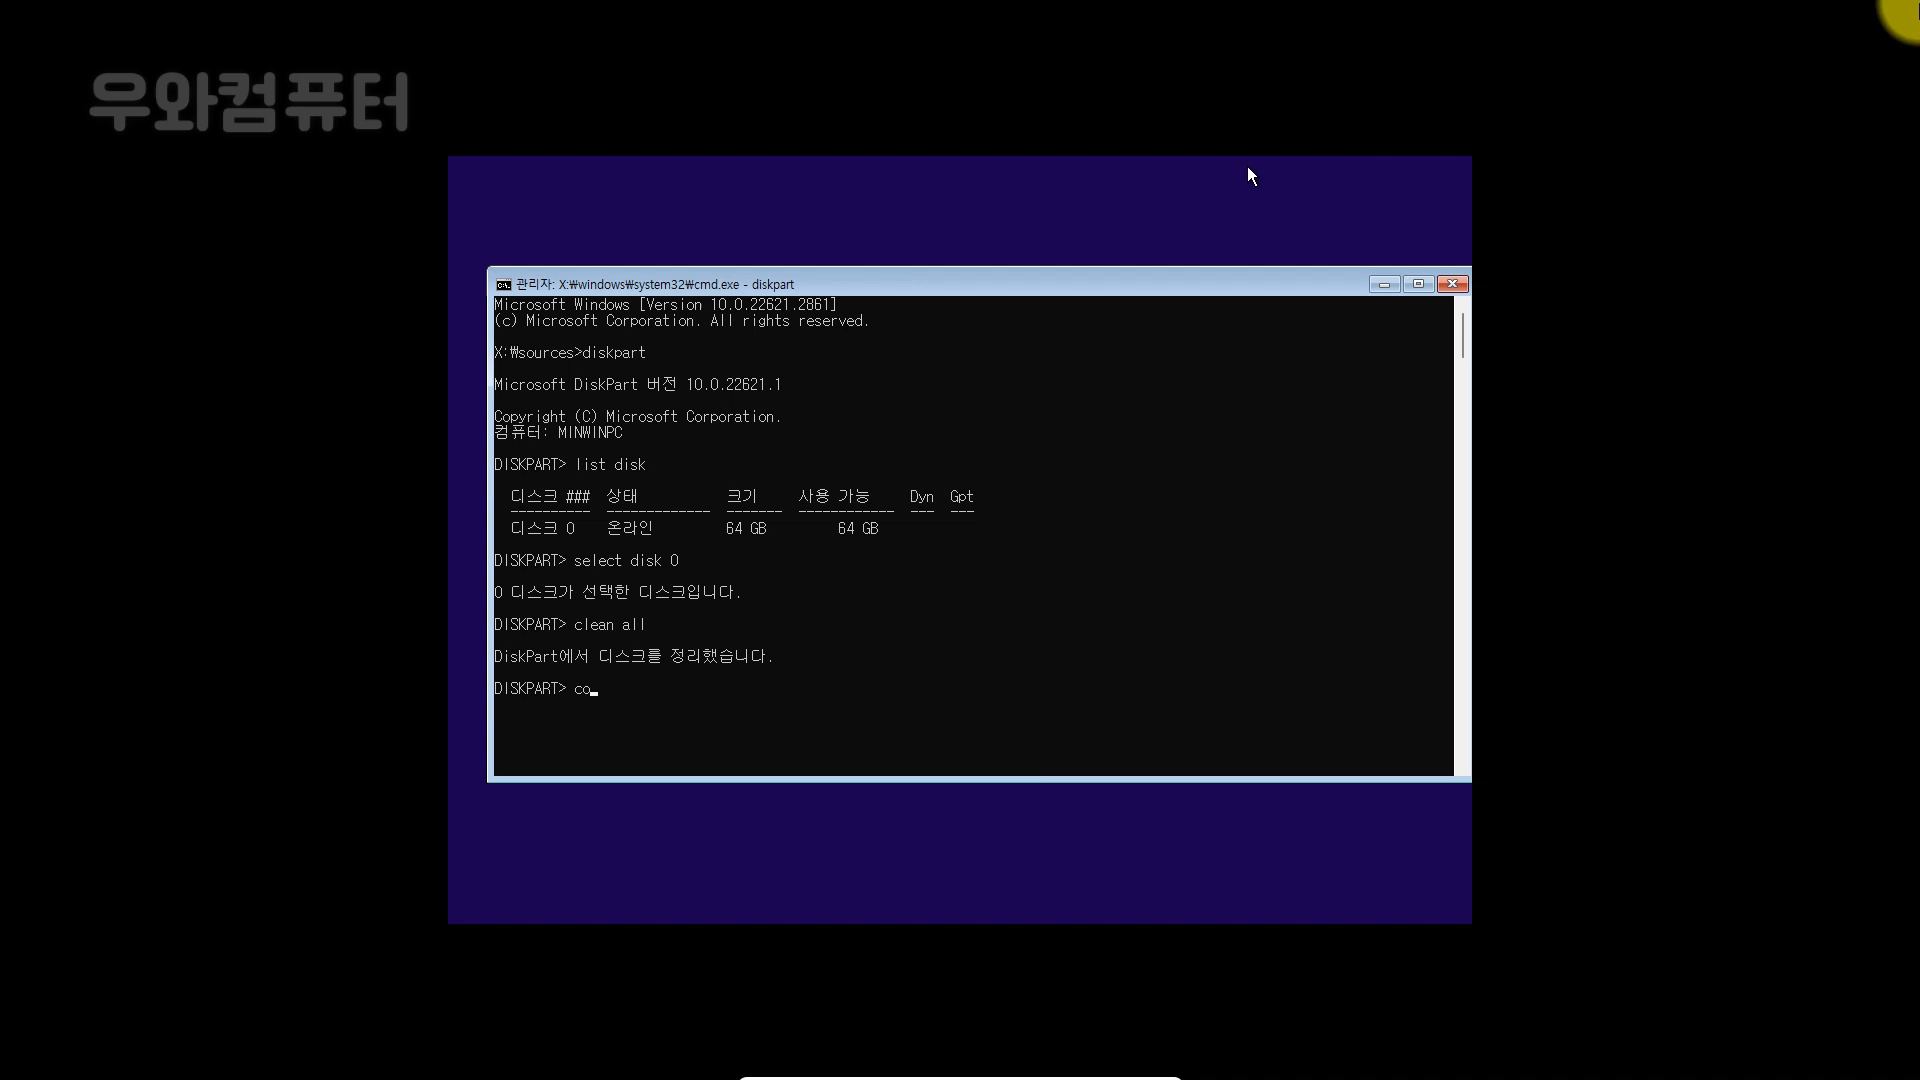 우와컴퓨터
관리자: X:₩windows₩system32₩cmd.exe - diskpart
Microsoft Windows [Version 10.0.22621.2861]
(c) Microsoft Corporation. All rights reserved.
X:₩sources>diskpart
Microsoft DiskPart 버전 10.0.22621.1
Copyright (C) Microsoft Corporation.
컴퓨터: MININT-MINWINPC
DISKPART> list disk
디스크 ###  상태           크기     사용 가능     Dyn  Gpt
----------  -------------  -------  ------------  ---  ---
디스크 0    온라인         64 GB         64 GB
DISKPART> select disk 0
0 디스크가 선택한 디스크입니다.
DISKPART> clean all
DiskPart에서 디스크를 정리했습니다.
DISKPART> co_